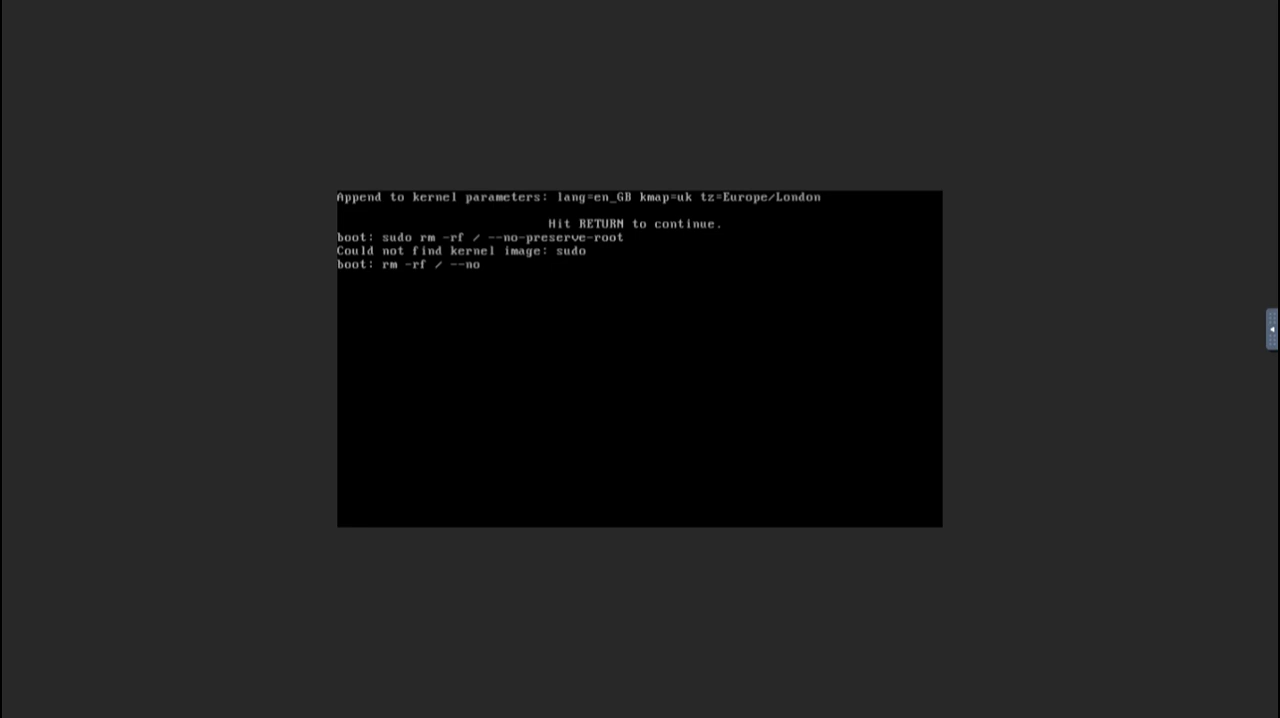 Append to kernel parameters: lang=en_GB kmap=uk tz=Europe/London
Hit RETURN to continue.
boot: sudo rm -rf / --no-preserve-root
Could not find kernel image: sudo
boot: rm -rf / --no